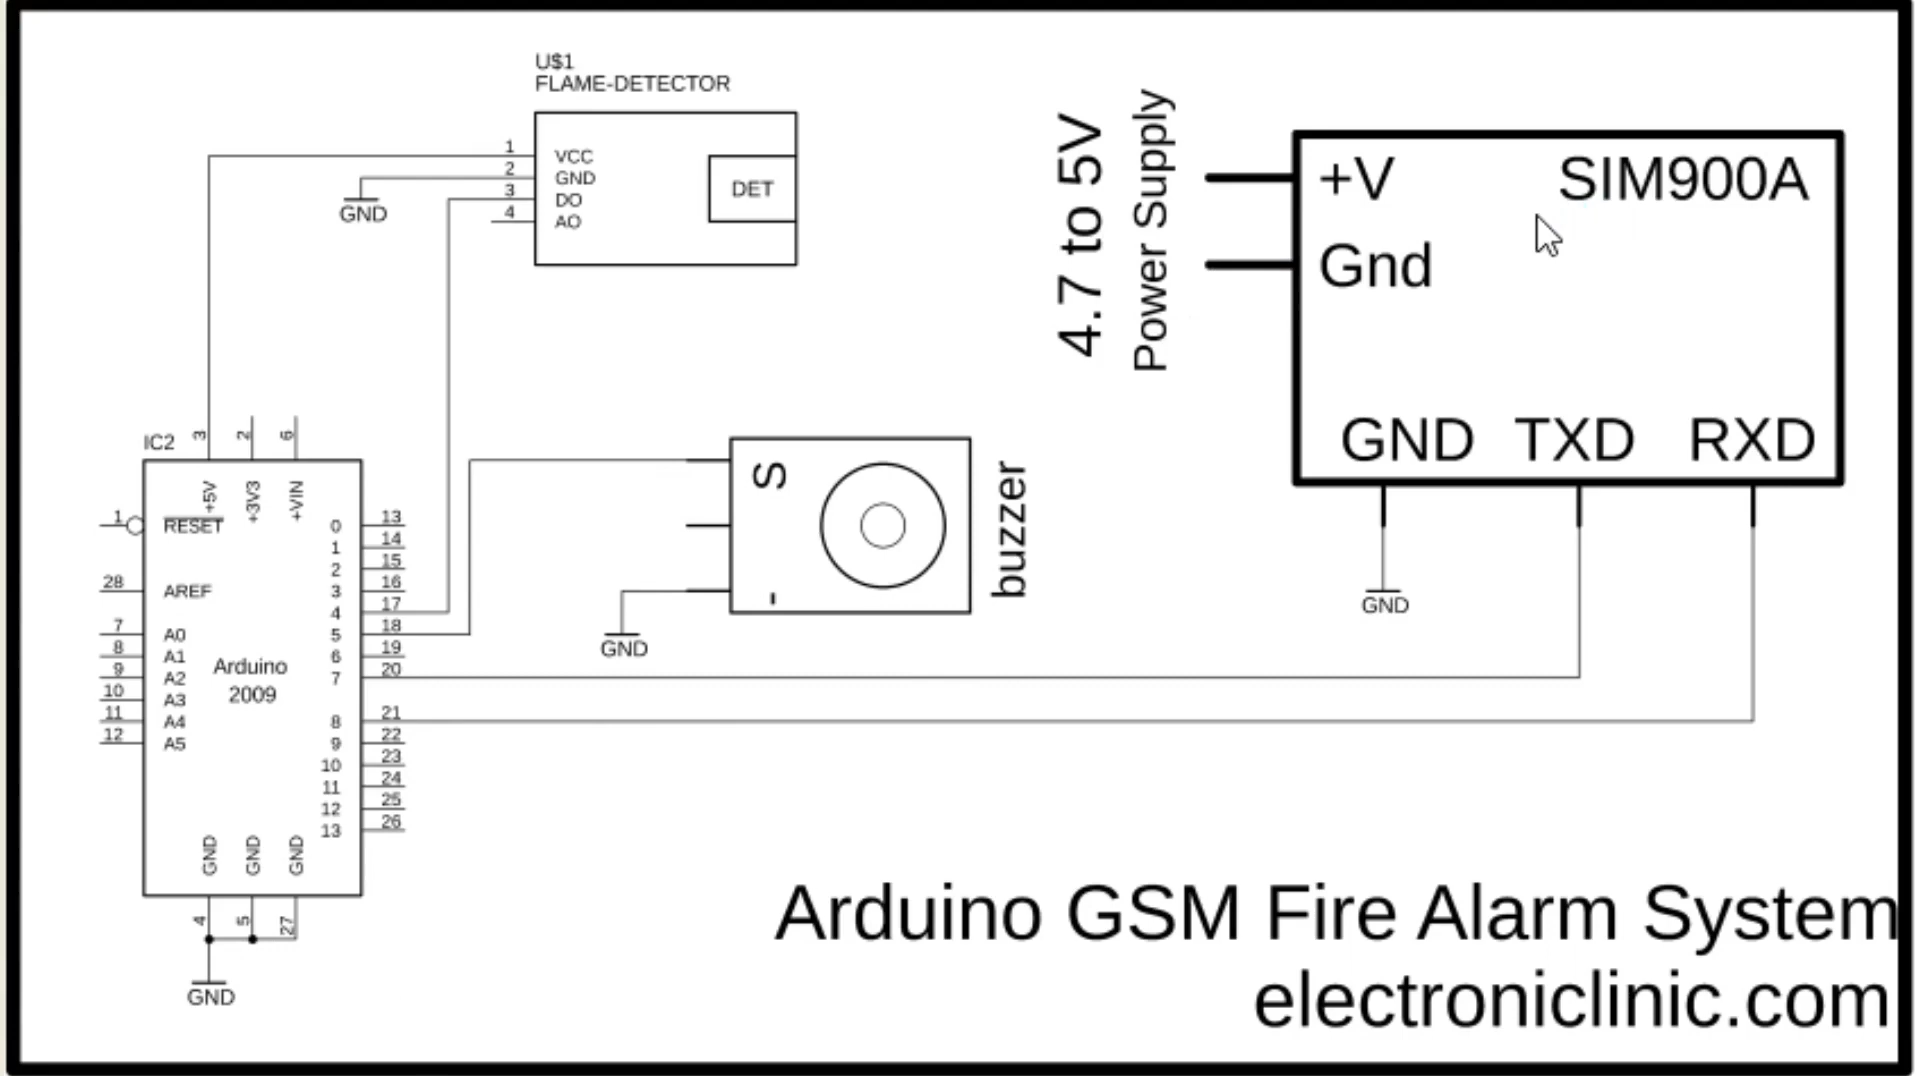 U$1
FLAME-DETECTOR
1 VCC
2 GND
3 DO
4 AO
DET
GND
4.7 to 5V
Power Supply
+V
SIM900A
Gnd
GND TXD RXD
GND
S
-
buzzer
GND
IC2
3 2 6
+5V +3V3 +VIN
1 RESET
28 AREF
7 A0
8 A1
9 A2
10 A3
11 A4
12 A5
Arduino
2009
0 13
1 14
2 15
3 16
4 17
5 18
6 19
7 20
8 21
9 22
10 23
11 24
12 25
13 26
GND GND GND
4 5 27
GND
Arduino GSM Fire Alarm System
electroniclinic.com